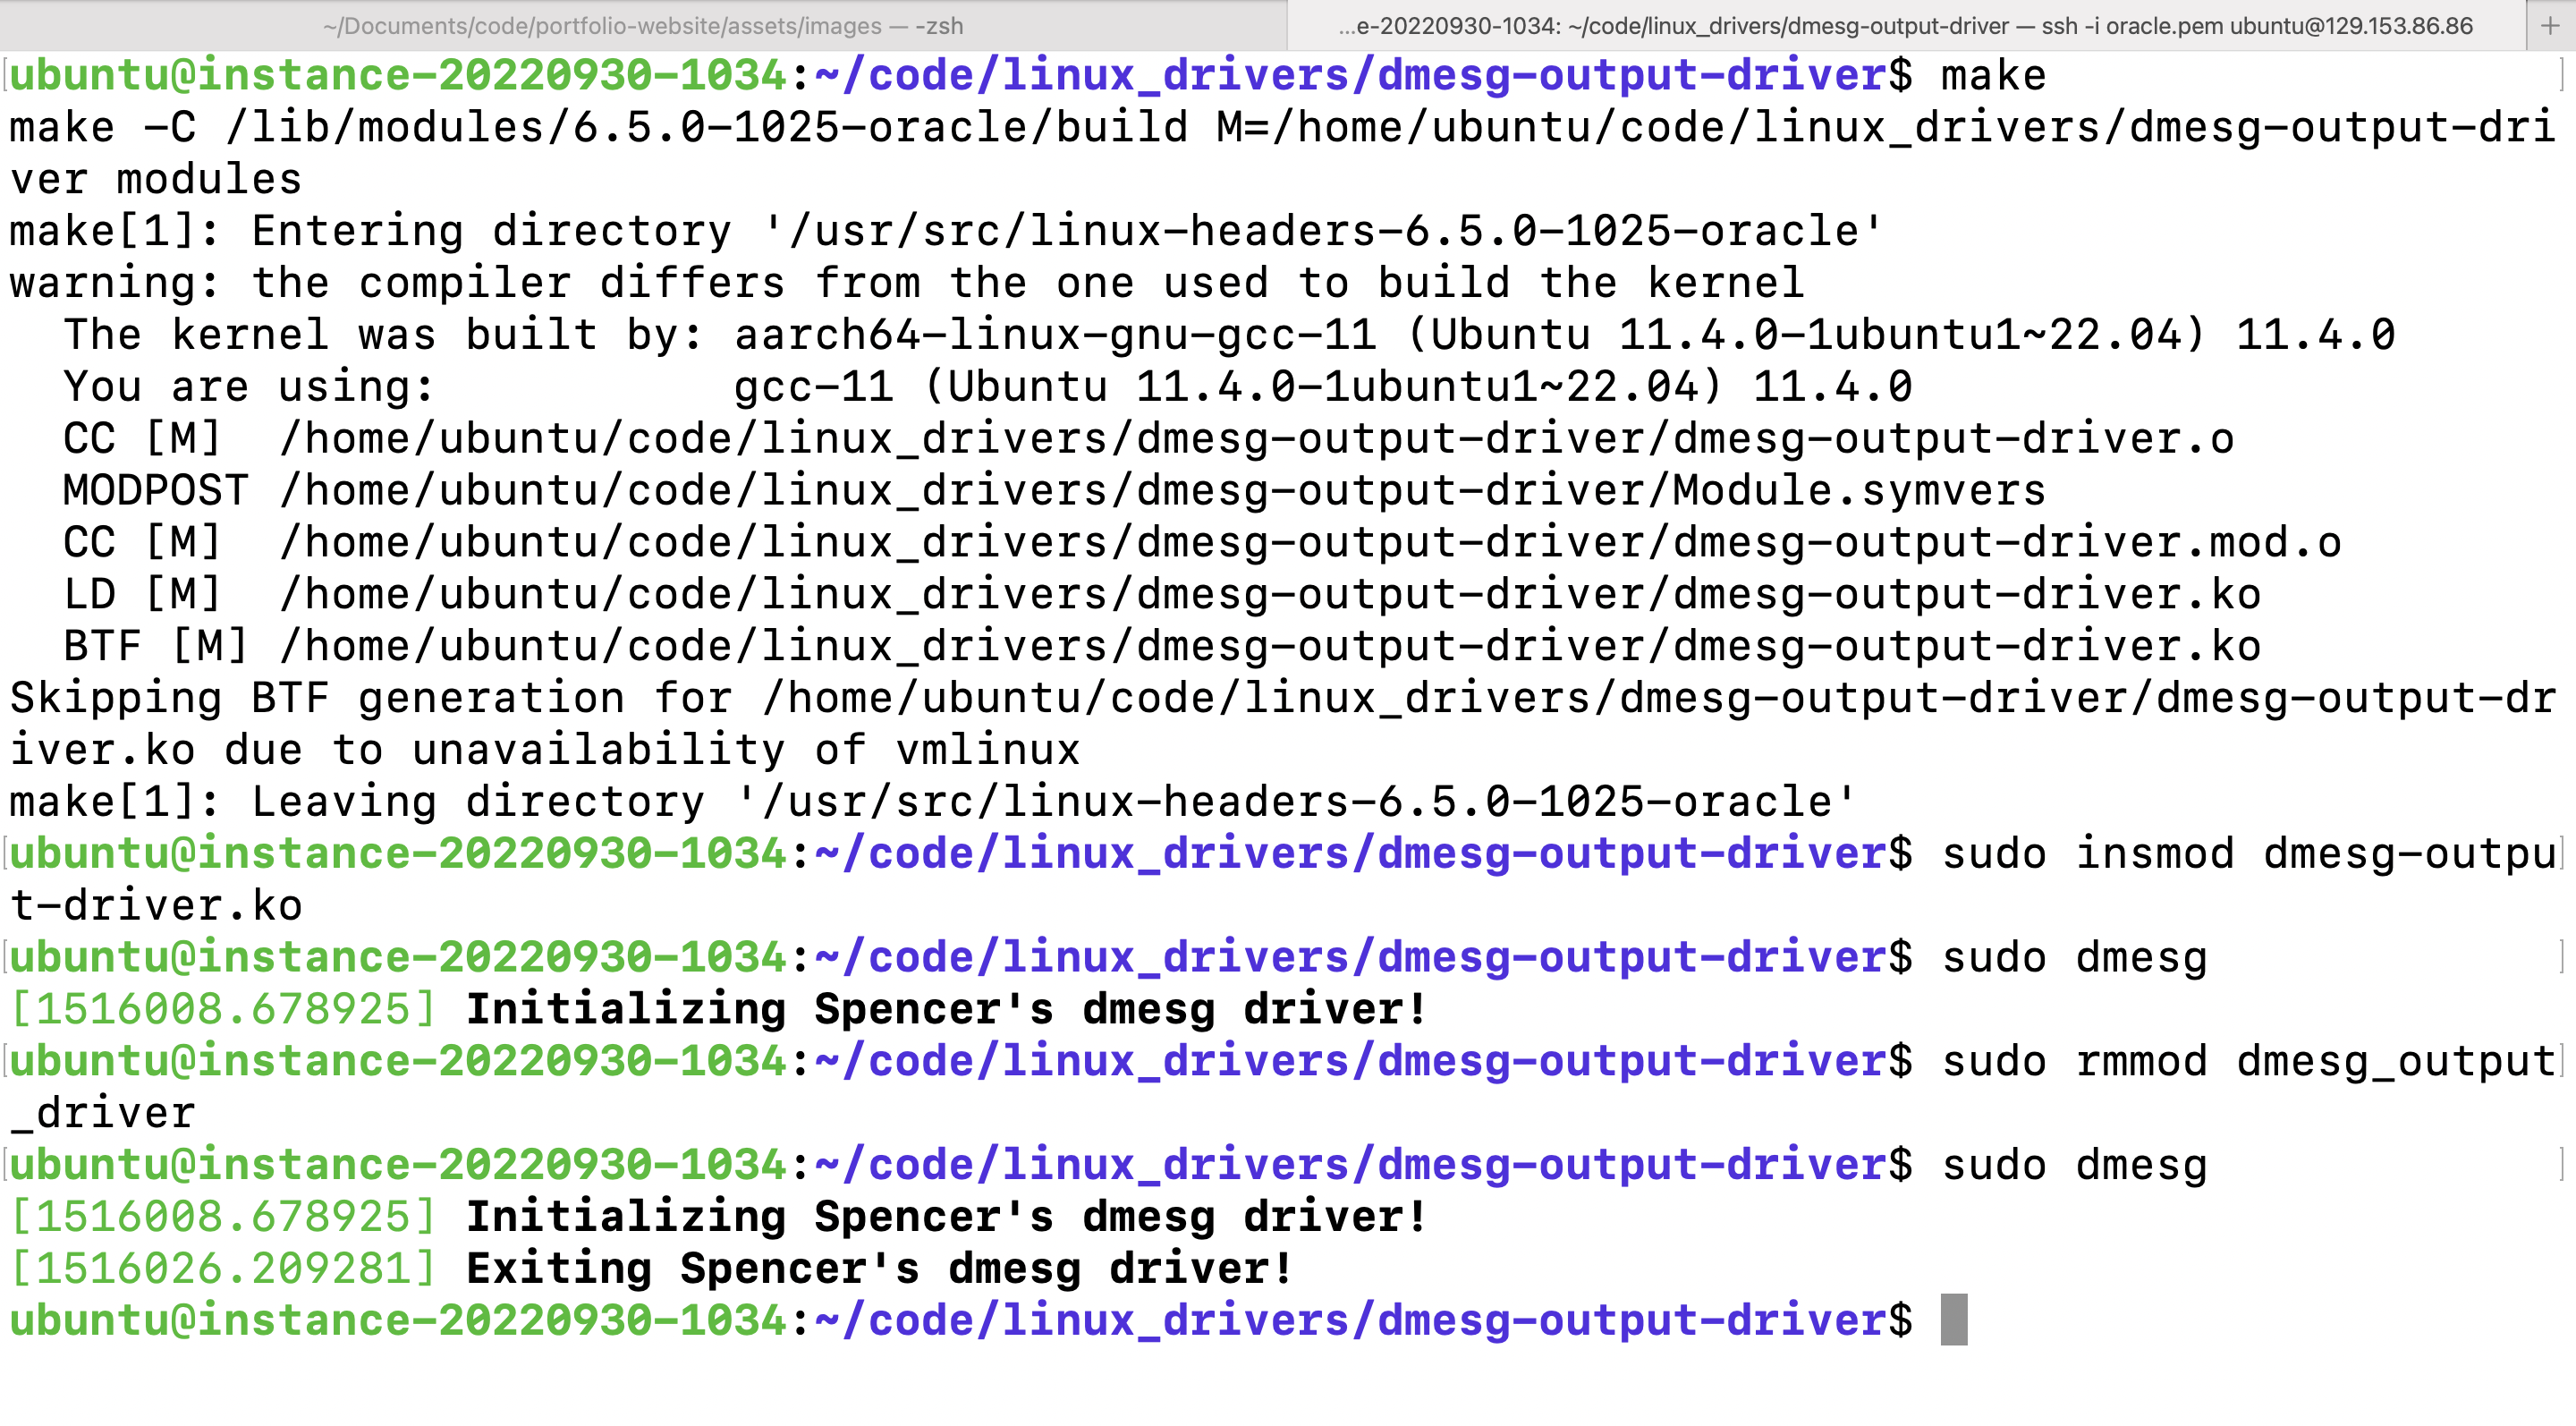 ~/Documents/code/portfolio-website/assets/images — -zsh
...e-20220930-1034: ~/code/linux_drivers/dmesg-output-driver — ssh -i oracle.pem ubuntu@129.153.86.86
+
[ubuntu@instance-20220930-1034:~/code/linux_drivers/dmesg-output-driver$ make ]
make -C /lib/modules/6.5.0-1025-oracle/build M=/home/ubuntu/code/linux_drivers/dmesg-output-dri
ver modules
make[1]: Entering directory '/usr/src/linux-headers-6.5.0-1025-oracle'
warning: the compiler differs from the one used to build the kernel
  The kernel was built by: aarch64-linux-gnu-gcc-11 (Ubuntu 11.4.0-1ubuntu1~22.04) 11.4.0
  You are using:           gcc-11 (Ubuntu 11.4.0-1ubuntu1~22.04) 11.4.0
  CC [M]  /home/ubuntu/code/linux_drivers/dmesg-output-driver/dmesg-output-driver.o
  MODPOST /home/ubuntu/code/linux_drivers/dmesg-output-driver/Module.symvers
  CC [M]  /home/ubuntu/code/linux_drivers/dmesg-output-driver/dmesg-output-driver.mod.o
  LD [M]  /home/ubuntu/code/linux_drivers/dmesg-output-driver/dmesg-output-driver.ko
  BTF [M] /home/ubuntu/code/linux_drivers/dmesg-output-driver/dmesg-output-driver.ko
Skipping BTF generation for /home/ubuntu/code/linux_drivers/dmesg-output-driver/dmesg-output-dr
iver.ko due to unavailability of vmlinux
make[1]: Leaving directory '/usr/src/linux-headers-6.5.0-1025-oracle'
[ubuntu@instance-20220930-1034:~/code/linux_drivers/dmesg-output-driver$ sudo insmod dmesg-outpu]
t-driver.ko
[ubuntu@instance-20220930-1034:~/code/linux_drivers/dmesg-output-driver$ sudo dmesg ]
[1516008.678925] Initializing Spencer's dmesg driver!
[ubuntu@instance-20220930-1034:~/code/linux_drivers/dmesg-output-driver$ sudo rmmod dmesg_output]
_driver
[ubuntu@instance-20220930-1034:~/code/linux_drivers/dmesg-output-driver$ sudo dmesg ]
[1516008.678925] Initializing Spencer's dmesg driver!
[1516026.209281] Exiting Spencer's dmesg driver!
ubuntu@instance-20220930-1034:~/code/linux_drivers/dmesg-output-driver$